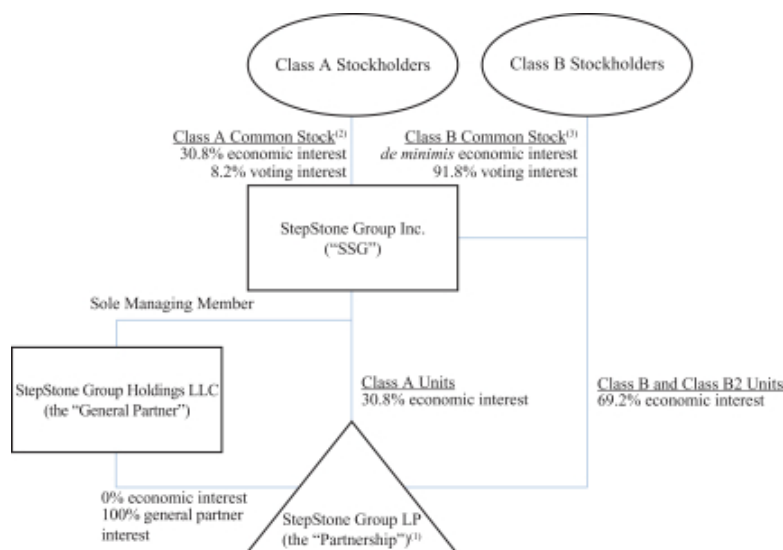 Class A Stockholders
Class B Stockholders
Class A Common Stock(2)
30.8% economic interest
8.2% voting interest
Class B Common Stock(3)
de minimis economic interest
91.8% voting interest
StepStone Group Inc.
(“SSG”)
Sole Managing Member
StepStone Group Holdings LLC
(the “General Partner”)
Class A Units
30.8% economic interest
Class B and Class B2 Units
69.2% economic interest
0% economic interest
100% general partner
interest
StepStone Group LP
(the “Partnership”)(1)